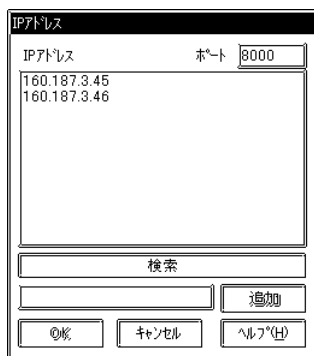 IPｱﾄﾞﾚｽ
IPｱﾄﾞﾚｽ ﾎﾟｰﾄ 8000
160.187.3.45
160.187.3.46
検索
追加
OK ｷｬﾝｾﾙ ﾍﾙﾌﾟ(H)